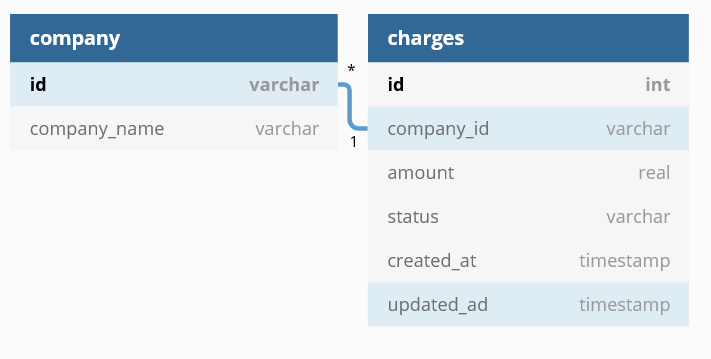 company
id varchar
company_name varchar
*
1
charges
id int
company_id varchar
amount real
status varchar
created_at timestamp
updated_ad timestamp